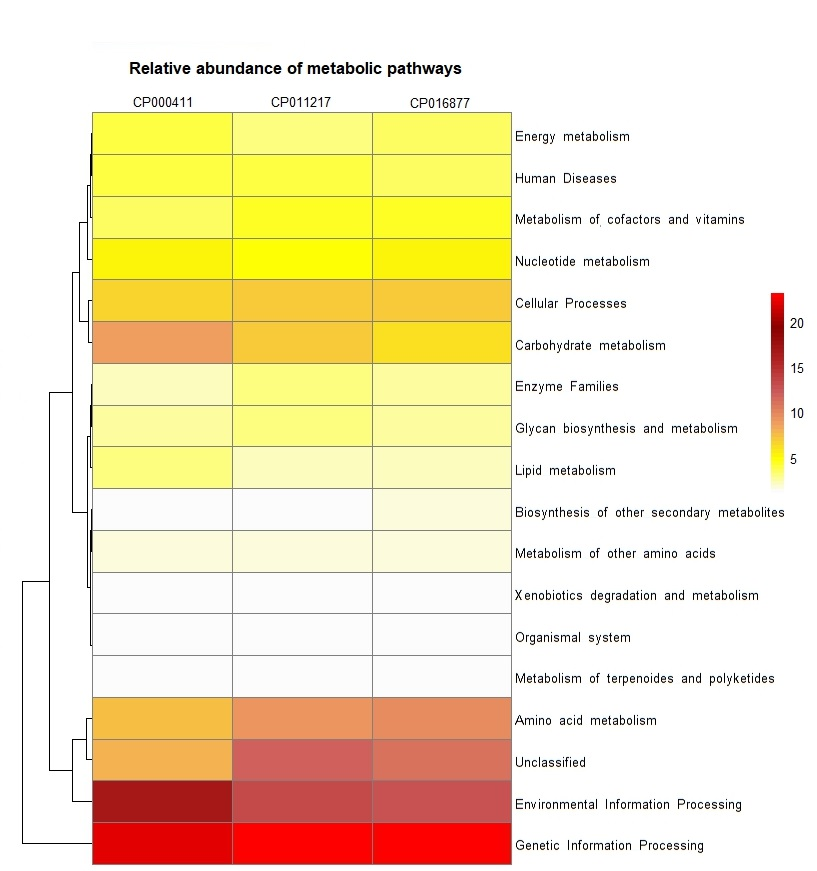 Relative abundance of metabolic pathways
CP000411 CP011217 CP016877
Energy metabolism
Human Diseases
Metabolism of cofactors and vitamins
Nucleotide metabolism
Cellular Processes
Carbohydrate metabolism
Enzyme Families
Glycan biosynthesis and metabolism
Lipid metabolism
Biosynthesis of other secondary metabolites
Metabolism of other amino acids
Xenobiotics degradation and metabolism
Organismal system
Metabolism of terpenoides and polyketides
Amino acid metabolism
Unclassified
Environmental Information Processing
Genetic Information Processing
20
15
10
5